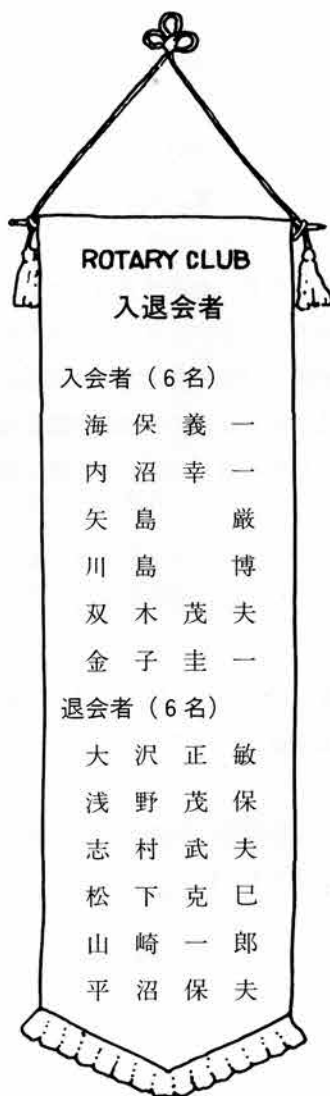 ROTARY CLUB
入退会者
入会者（6名）
海保義一
内沼幸一
矢島　厳
川島　博
双木茂夫
金子圭一
退会者（6名）
大沢正敏
浅野茂保
志村武夫
松下克巳
山崎一郎
平沼保夫